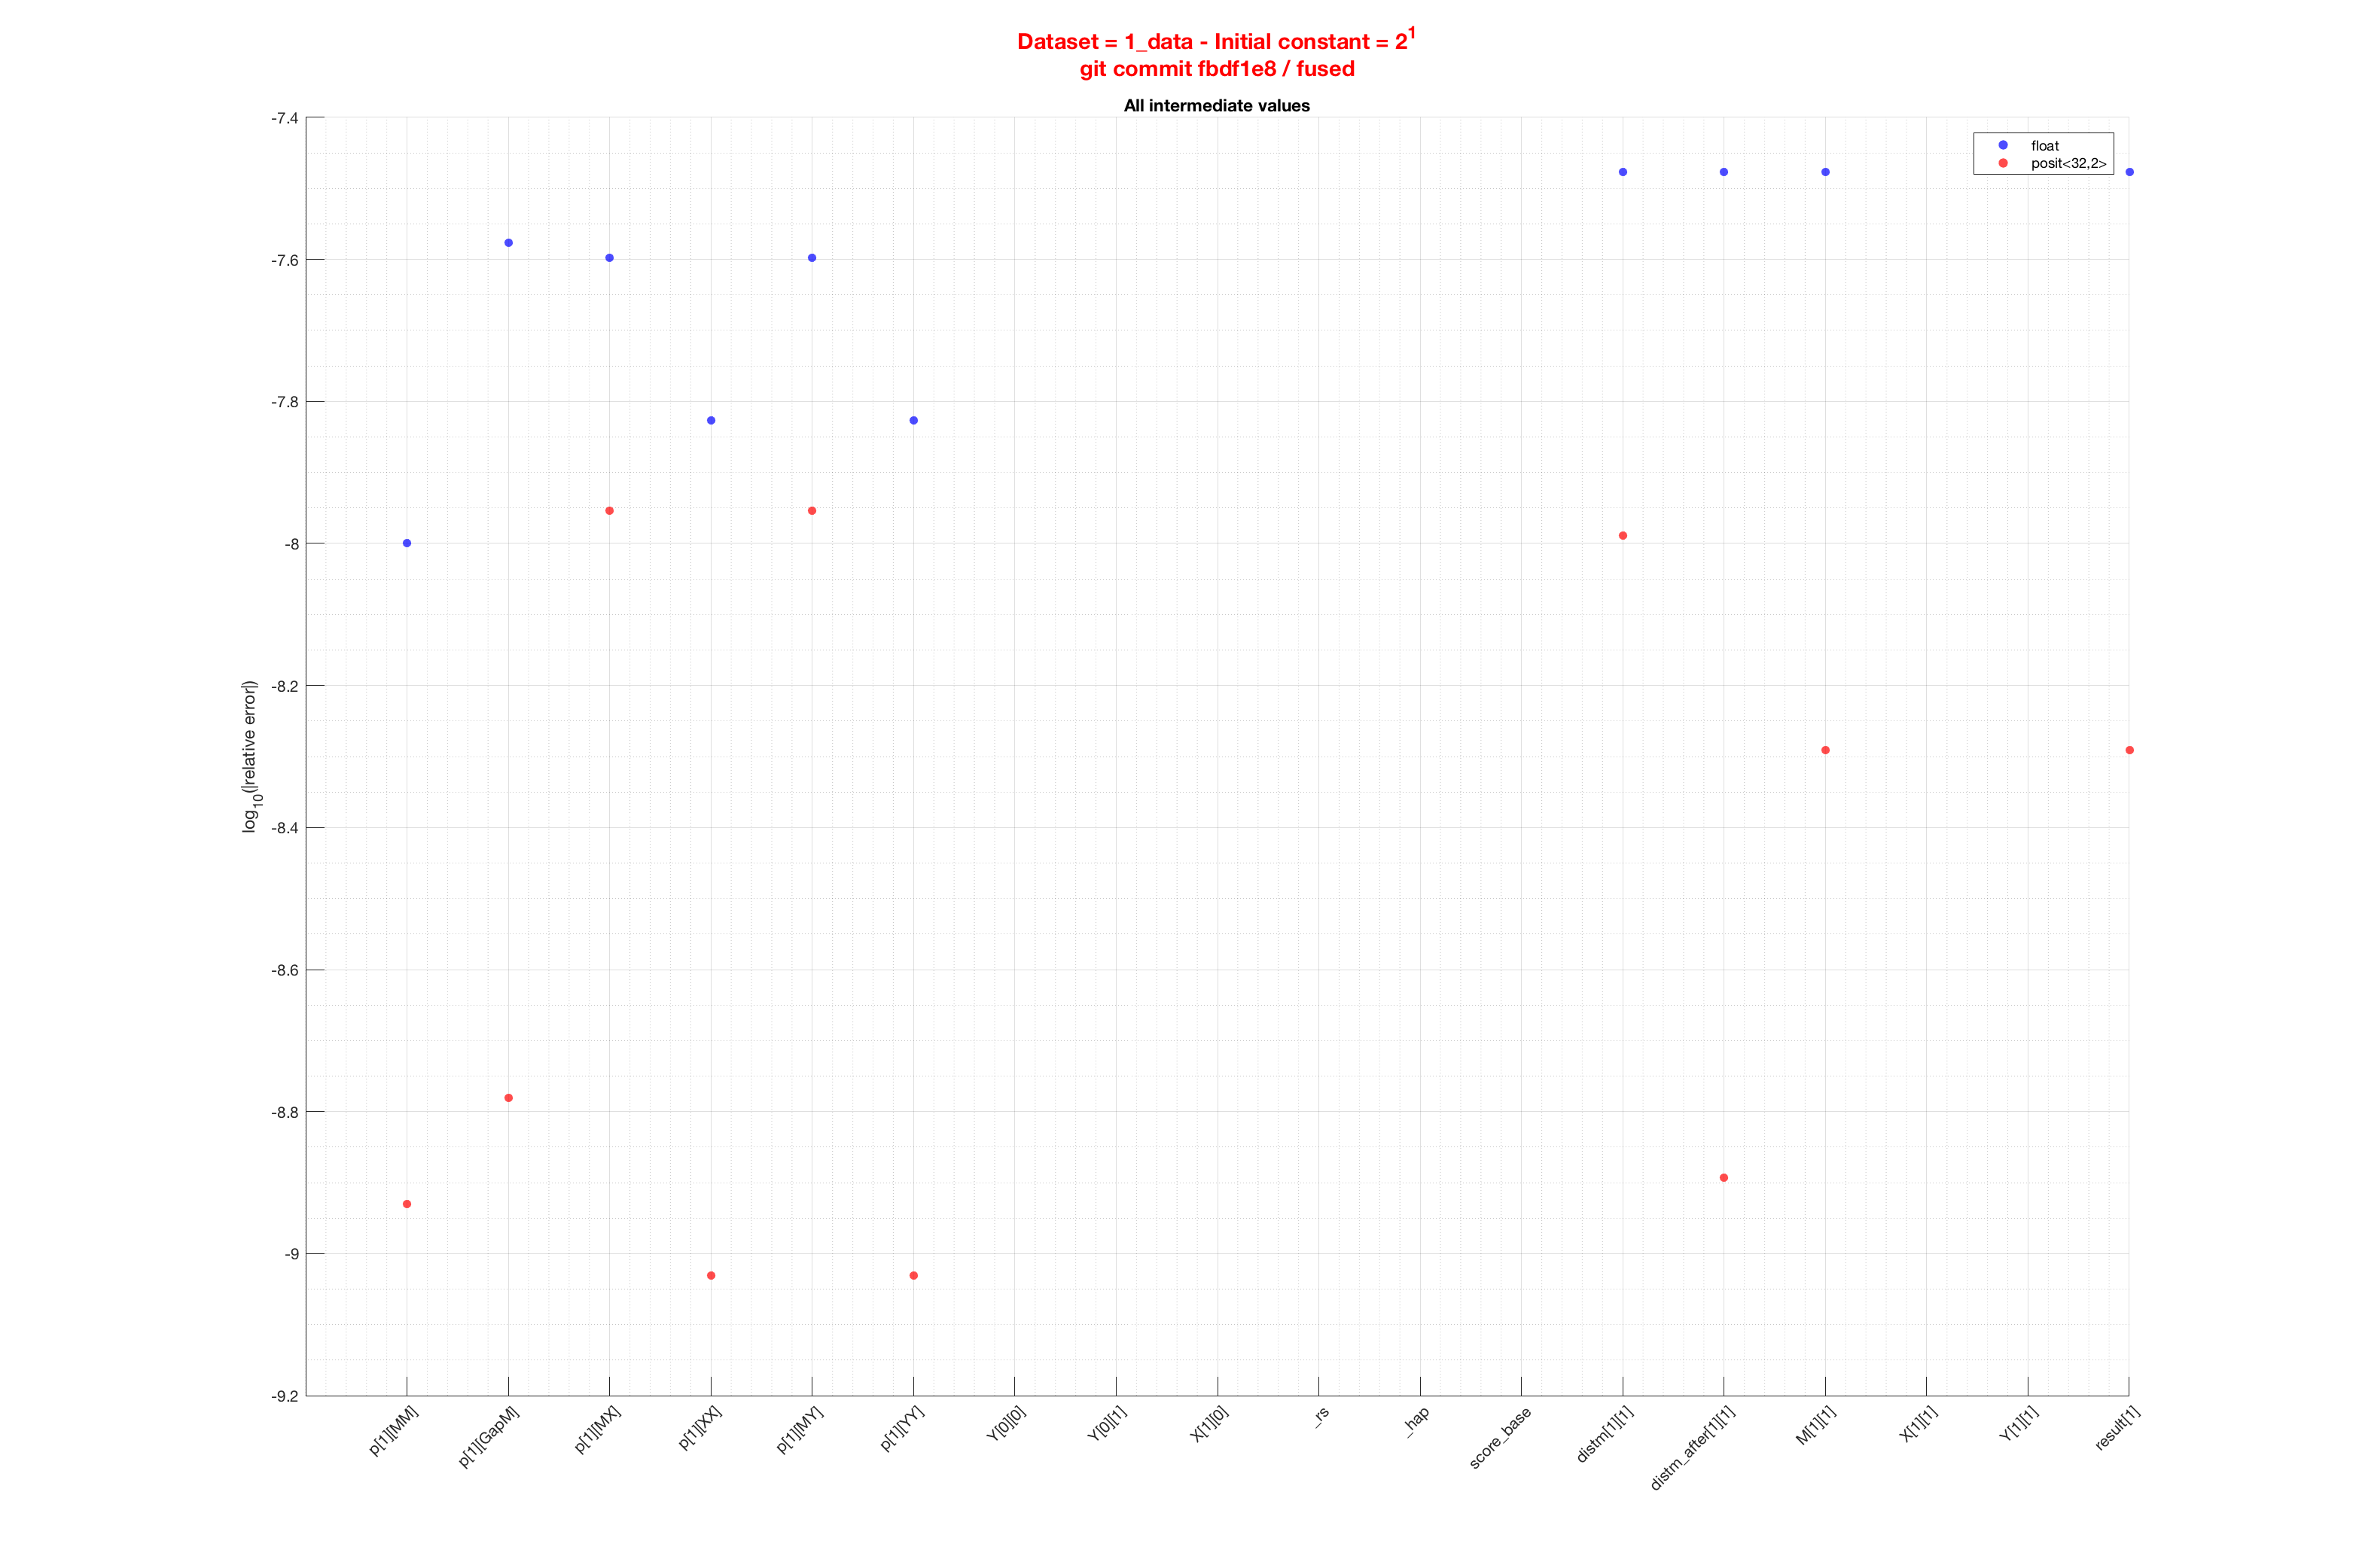 Dataset = 1_data - Initial constant = 2^1
git commit fbdf1e8 / fused
All intermediate values
float
posit<32,2>
log_10(|relative error|)
-7.4
-7.6
-7.8
-8
-8.2
-8.4
-8.6
-8.8
-9
-9.2
p[1][MM]
p[1][GapM]
p[1][MX]
p[1][XX]
p[1][MY]
p[1][YY]
Y[0][0]
Y[0][1]
X[1][0]
_rs
_hap
score_base
distm[1][1]
distm_after[1][1]
M[1][1]
X[1][1]
Y[1][1]
result[1]